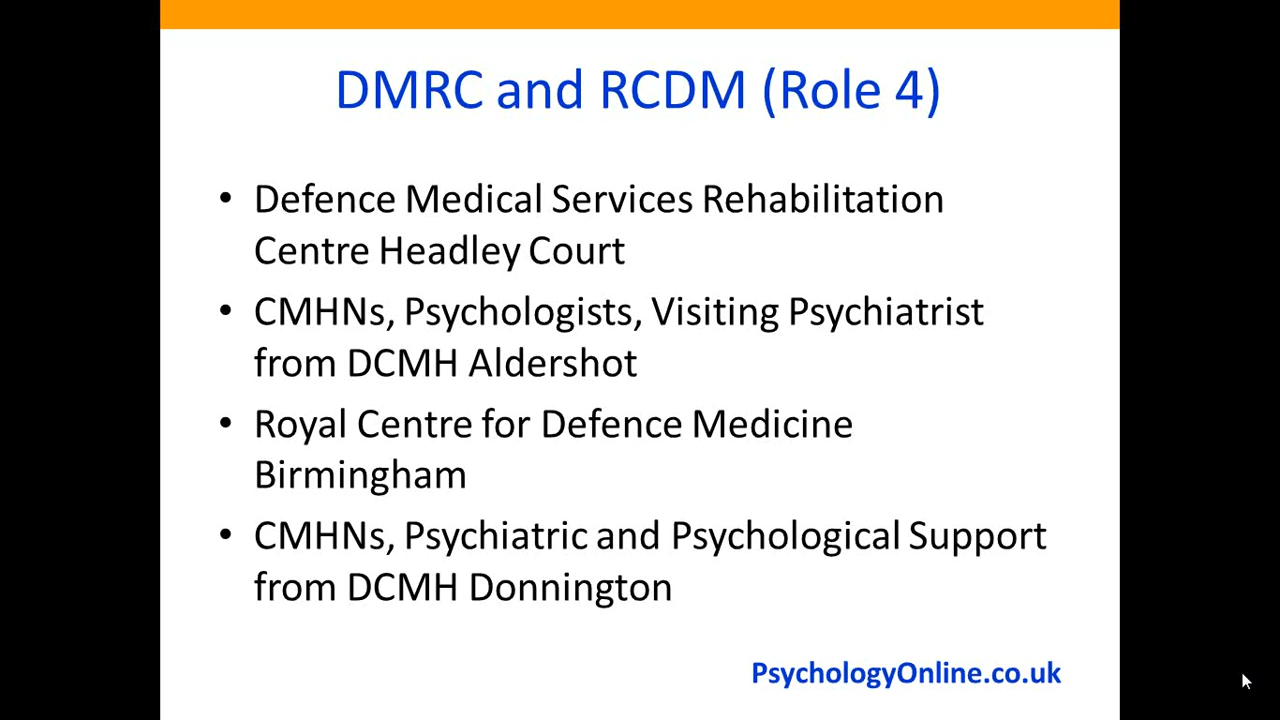 DMRC and RCDM (Role 4)
• Defence Medical Services Rehabilitation
Centre Headley Court
• CMHNs, Psychologists, Visiting Psychiatrist
from DCMH Aldershot
• Royal Centre for Defence Medicine
Birmingham
• CMHNs, Psychiatric and Psychological Support
from DCMH Donnington
PsychologyOnline.co.uk